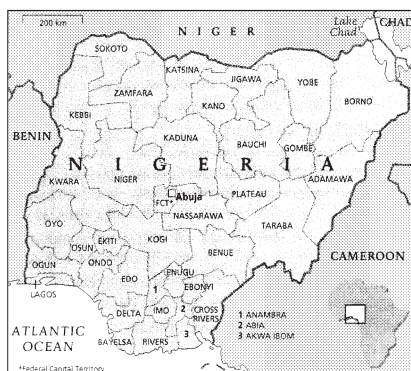 200 km
NIGER
Lake
Chad
CHAD
SOKOTO
KATSINA
JIGAWA
YOBE
BORNO
ZAMFARA
KANO
KEBBI
BENIN
KADUNA
BAUCHI
GOMBE
NIGERIA
ADAMAWA
KWARA
NIGER
FCT*
Abuja
PLATEAU
NASSARAWA
OYO
TARABA
EKITI
KOGI
OSUN
BENUE
OGUN
ONDO
CAMEROON
EDO
ENUGU
LAGOS
1
EBONYI
DELTA
IMO
2
CROSS
RIVERS
1 ANAMBRA
2 ABIA
3 AKWA IBOM
ATLANTIC
OCEAN
BAYELSA
RIVERS
3
*Federal Capital Territory